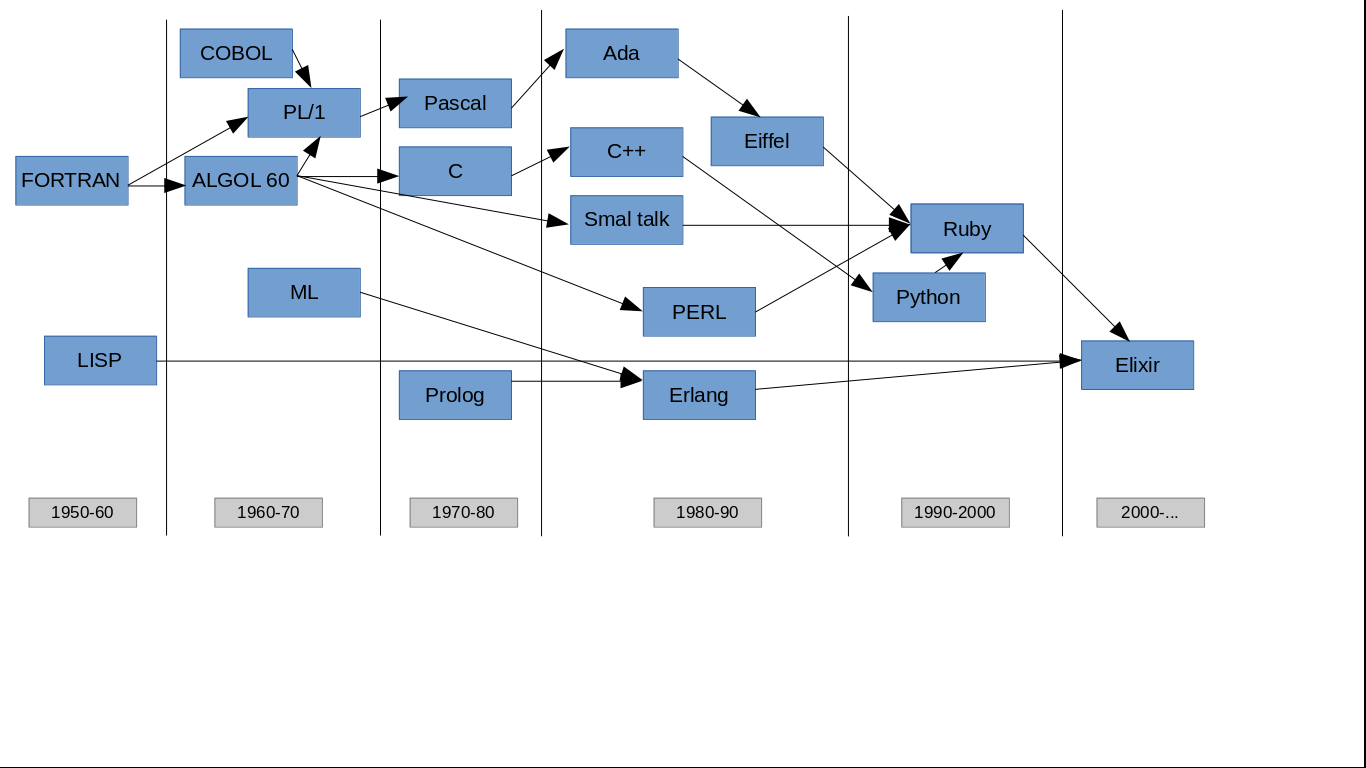 COBOL
Ada
PL/1
Pascal
Eiffel
C++
FORTRAN
ALGOL 60
C
Smal talk
Ruby
ML
PERL
Python
LISP
Elixir
Prolog
Erlang
1950-60
1960-70
1970-80
1980-90
1990-2000
2000-...